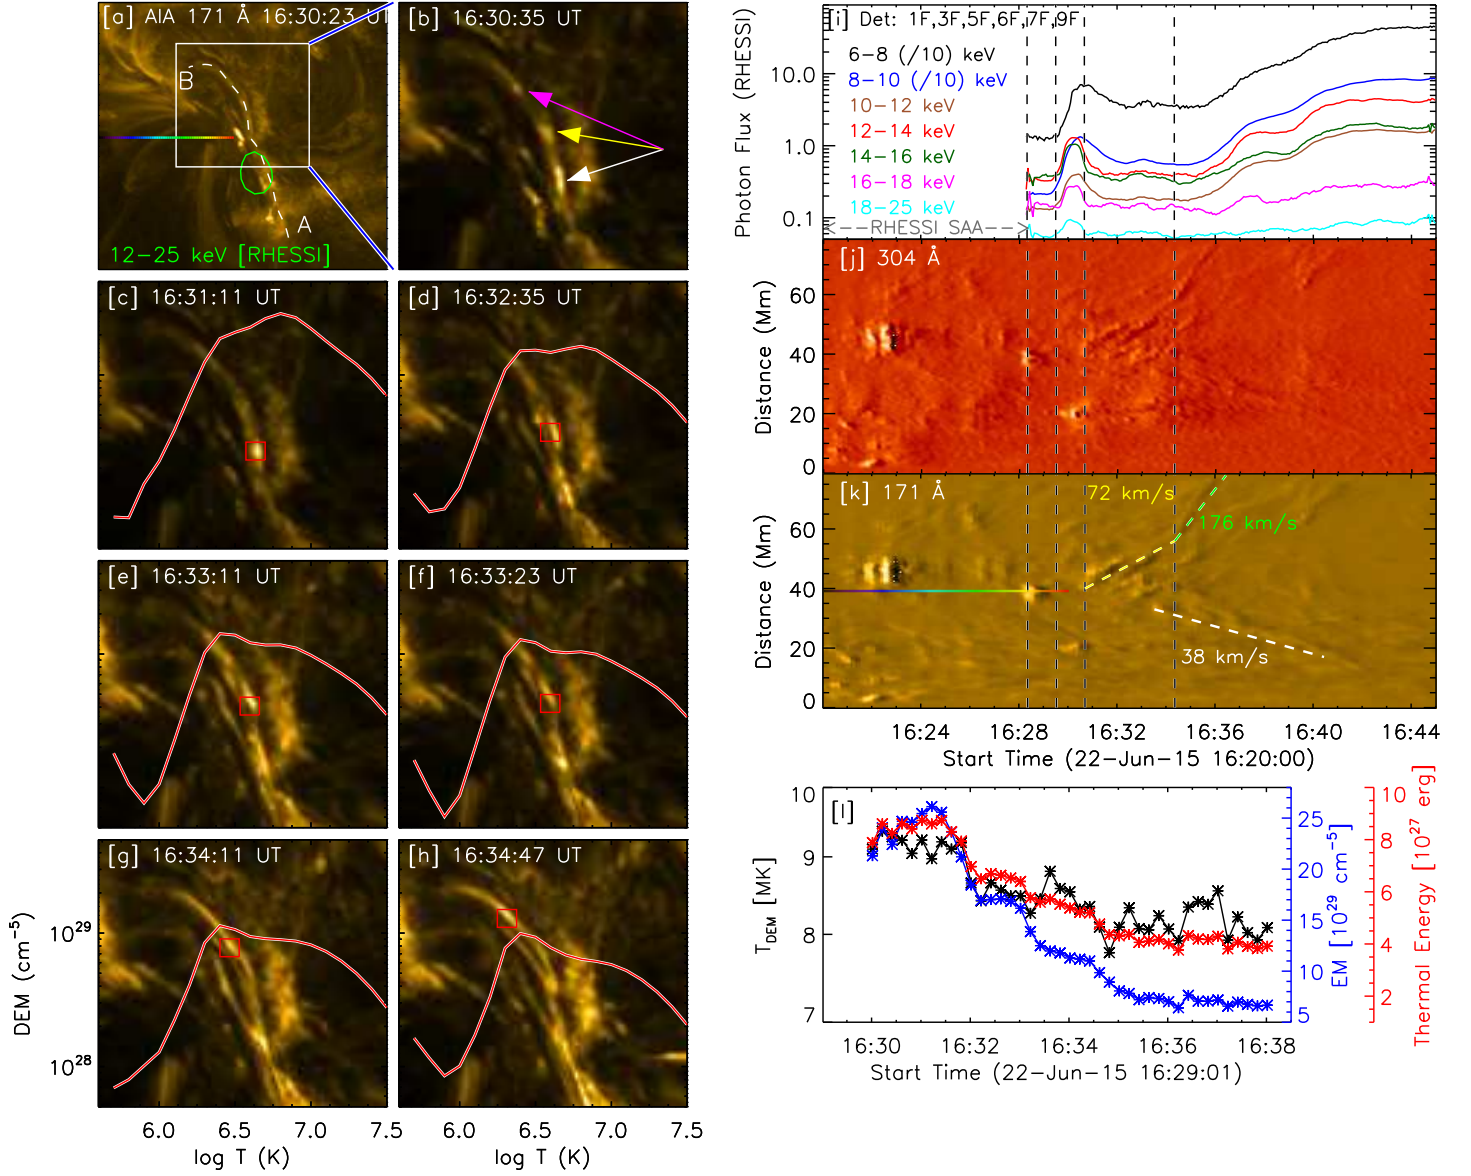 [a] AIA 171 Å 16:30:23 UT
B
A
12−25 keV [RHESSI]
[b] 16:30:35 UT
[c] 16:31:11 UT
[d] 16:32:35 UT
[e] 16:33:11 UT
[f] 16:33:23 UT
[g] 16:34:11 UT
[h] 16:34:47 UT
DEM (cm⁻⁵)
10²⁹
10²⁸
6.0 6.5 7.0 7.5
6.0 6.5 7.0 7.5
log T (K)
log T (K)
[i] Det: 1F,3F,5F,6F,7F,9F
6−8 (/10) keV
8−10 (/10) keV
10−12 keV
12−14 keV
14−16 keV
16−18 keV
18−25 keV
<−−−RHESSI SAA−−−>
Photon Flux (RHESSI)
10.0
1.0
0.1
[j] 304 Å
Distance (Mm)
60
40
20
0
[k] 171 Å
72 km/s
176 km/s
38 km/s
Distance (Mm)
60
40
20
0
16:24 16:28 16:32 16:36 16:40 16:44
Start Time (22−Jun−15 16:20:00)
[l]
T_DEM [MK]
10
9
8
7
25
20
15
10
5
EM [10²⁹ cm⁻⁵]
10
8
6
4
2
Thermal Energy [10²⁷ erg]
16:30 16:32 16:34 16:36 16:38
Start Time (22−Jun−15 16:29:01)